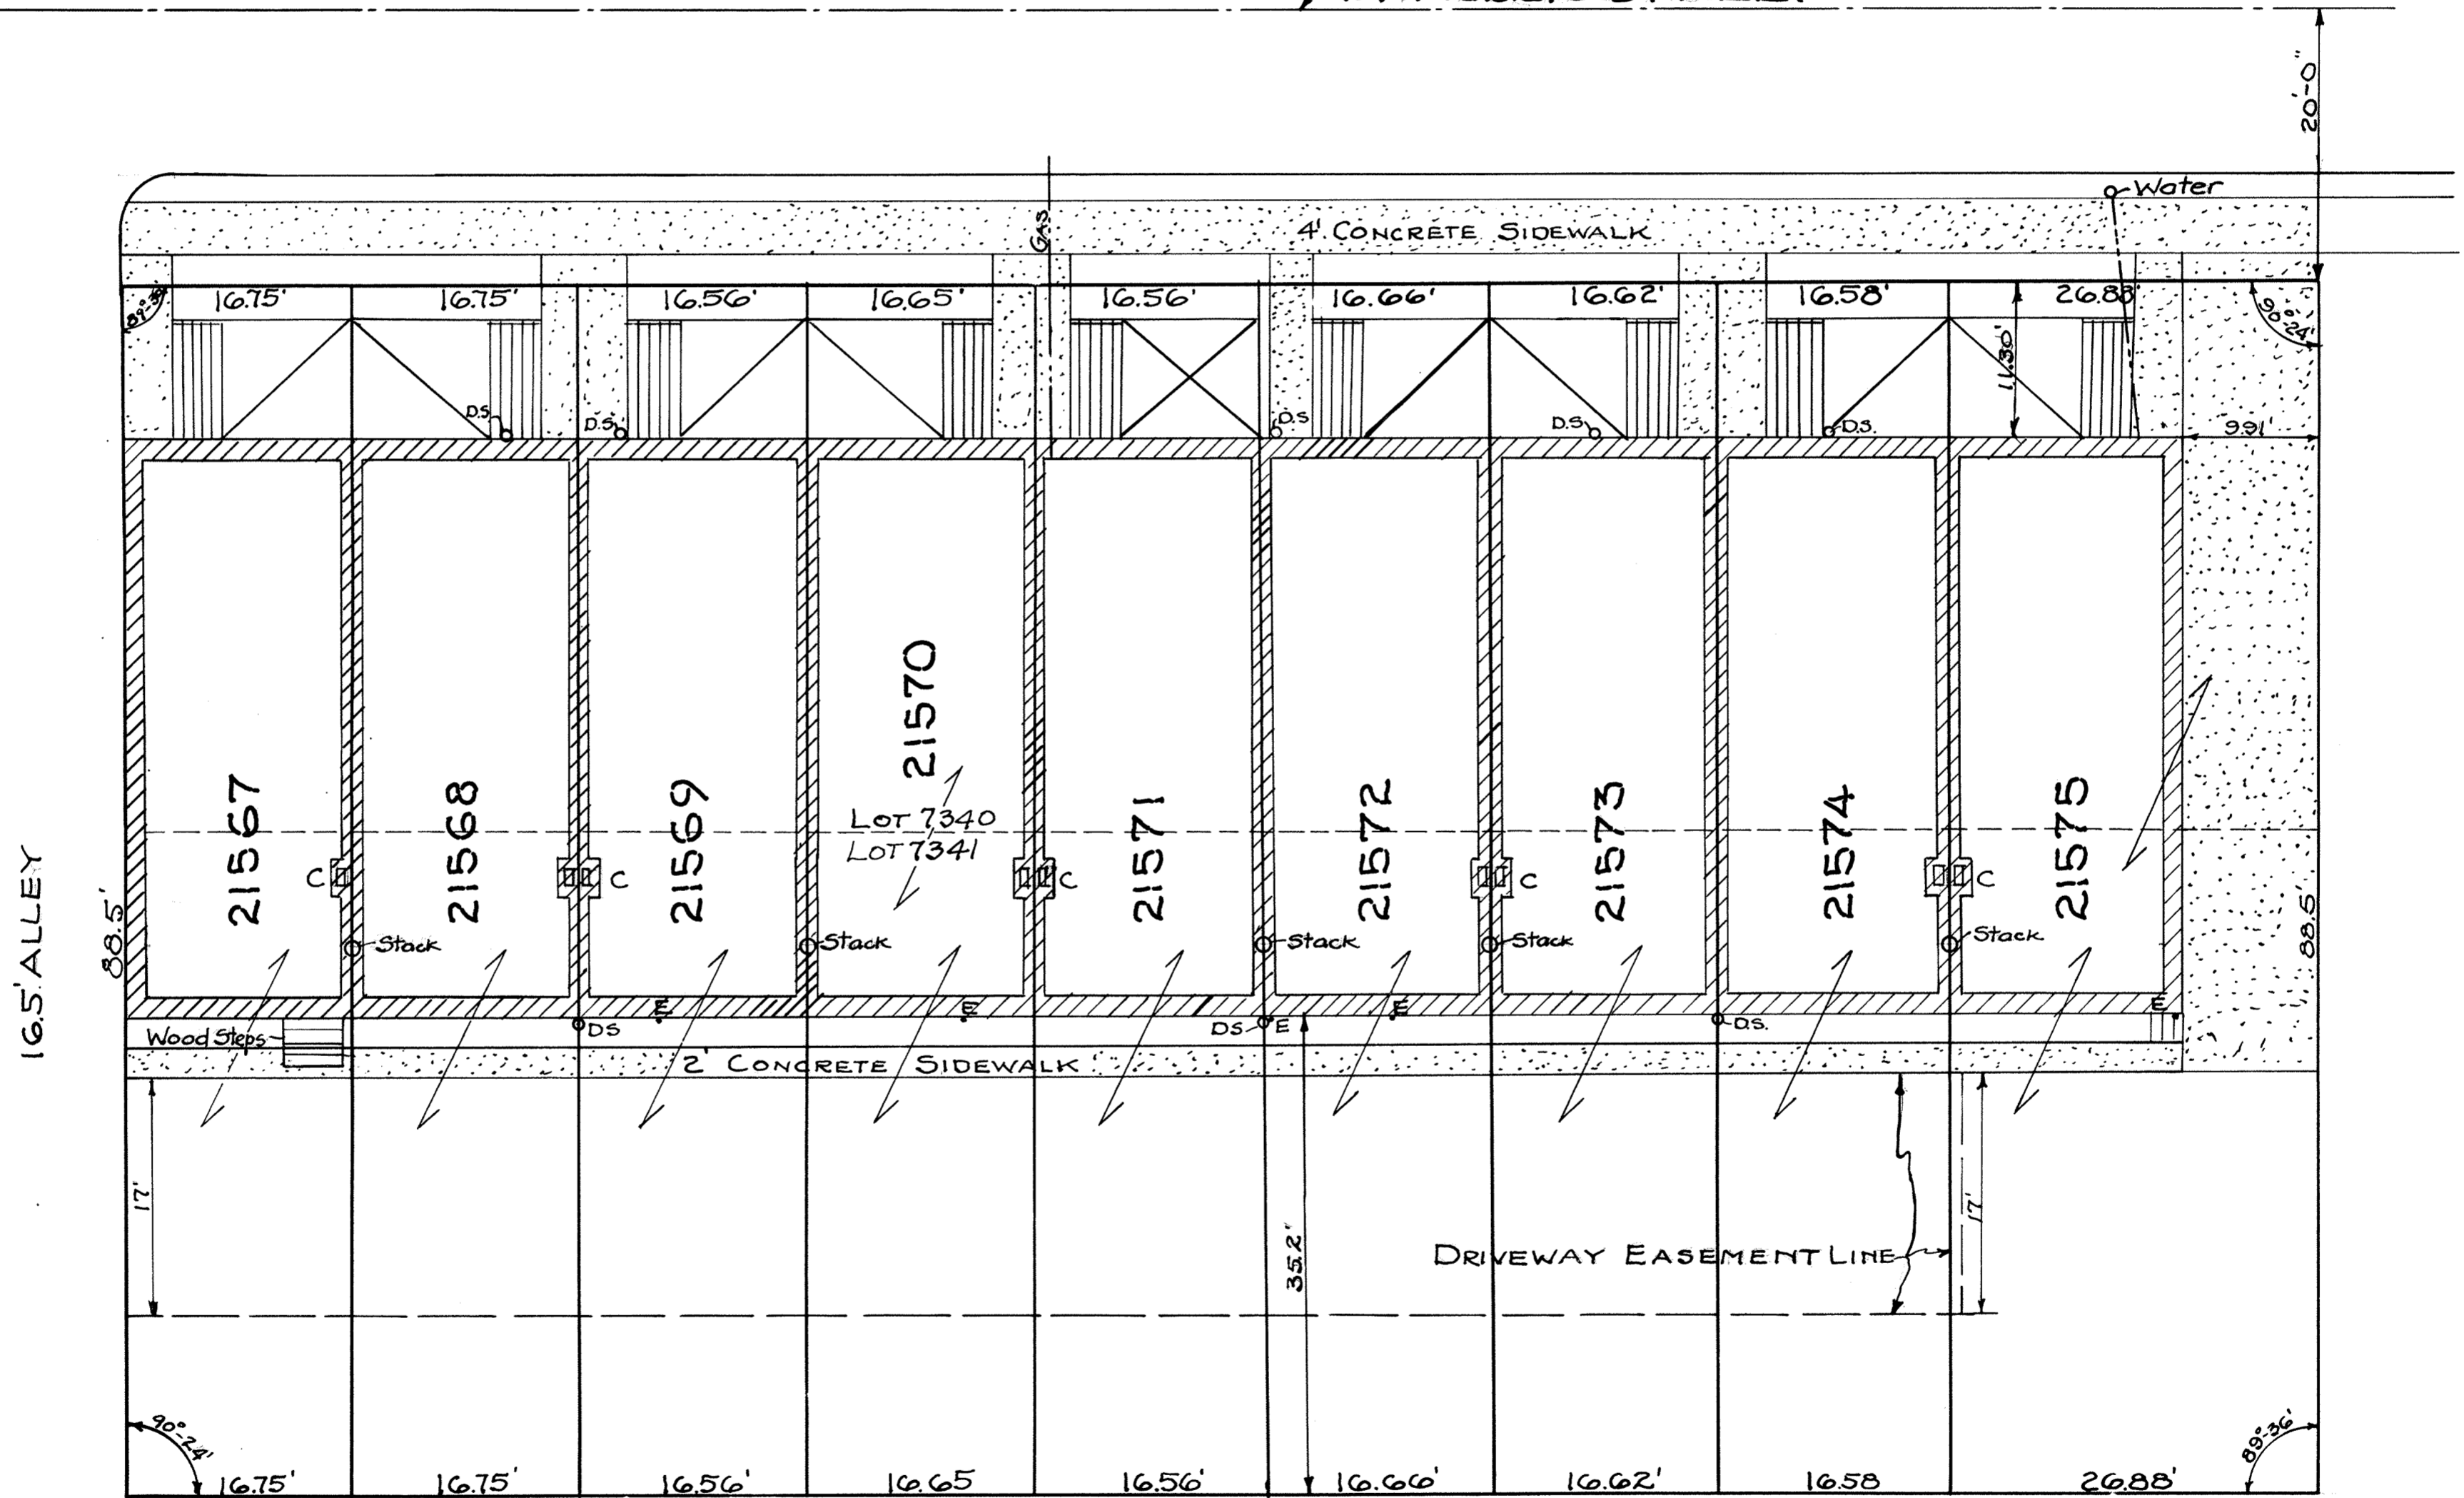 20'-0"
Water
GAS
4' CONCRETE SIDEWALK
16.75' 16.75' 16.56' 16.65' 16.56' 16.66' 16.62' 16.58' 26.88'
89°-36'
90°-24'
11.30'
D.S. D.S. D.S D.S. D.S.
9.91'
21567
21568
21569
21570
21571
21572
21573
21574
21575
LOT 7340
LOT 7341
C C C C C
16.5' ALLEY
88.5'
88.5'
Stack Stack Stack Stack Stack
E E E E
Wood Steps
DS
DS E
D.S.
2' CONCRETE SIDEWALK
17'
17'
35.2'
DRIVEWAY EASEMENT LINE
90°-24'
89°-36'
16.75' 16.75' 16.56' 16.65 16.56' 16.66' 16.62' 16.58 26.88'